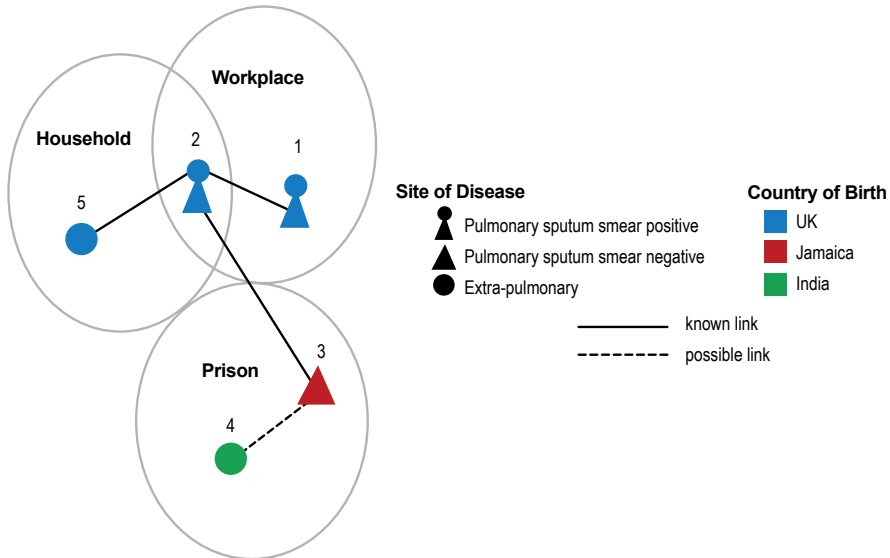 Workplace
Household
2
1
5
Prison
3
4
Site of Disease
Pulmonary sputum smear positive
Pulmonary sputum smear negative
Extra-pulmonary
Country of Birth
UK
Jamaica
India
known link
possible link